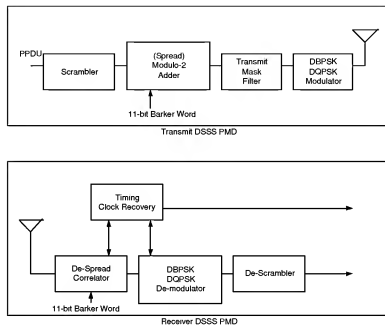 PPDU
Scrambler
(Spread)
Modulo-2
Adder
Transmit
Mask
Filter
DBPSK
DQPSK
Modulator
11-bit Barker Word
Transmit DSSS PMD
Timing
Clock Recovery
De-Spread
Correlator
DBPSK
DQPSK
De-modulator
De-Scrambler
11-bit Barker Word
Receiver DSSS PMD